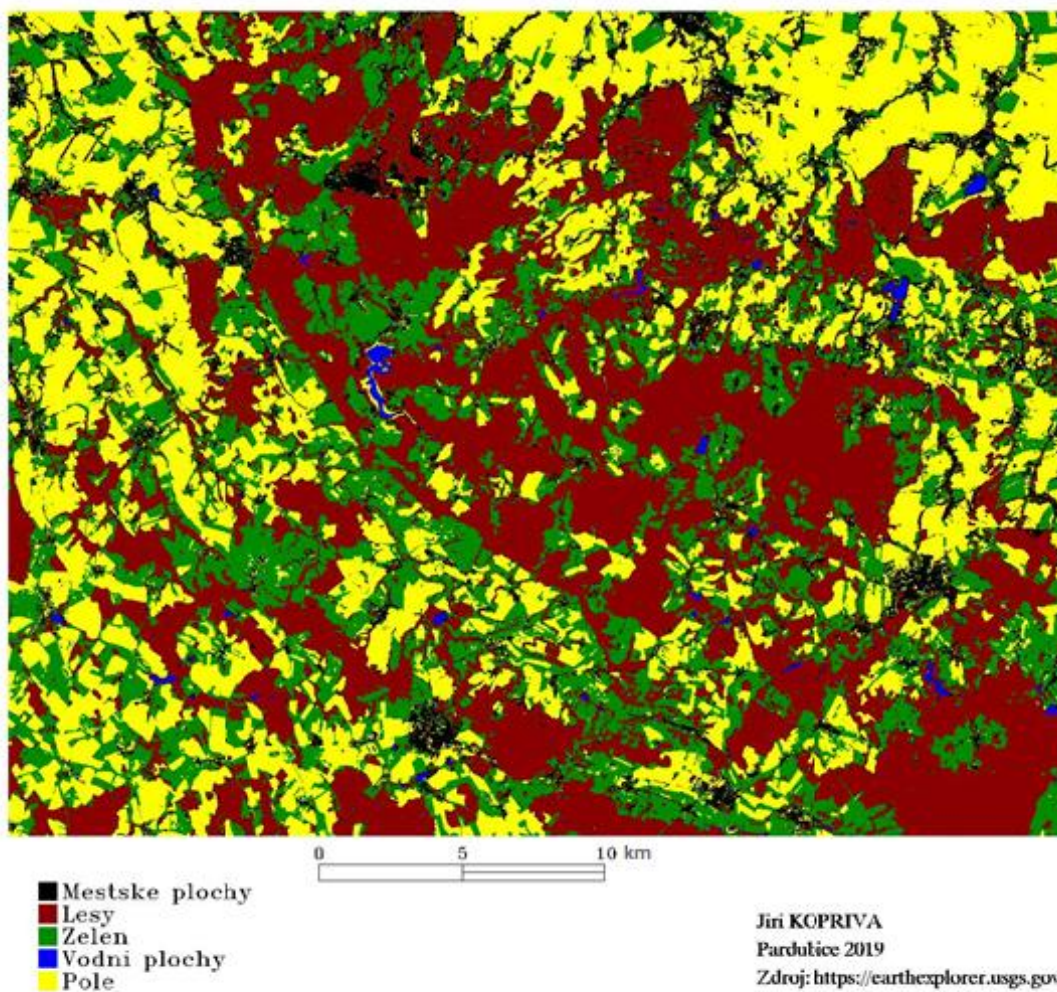 0 5 10 km
Mestske plochy
Lesy
Zelen
Vodni plochy
Pole
Jiri KOPRIVA
Pardubice 2019
Zdroj: https://earthexplorer.usgs.gov